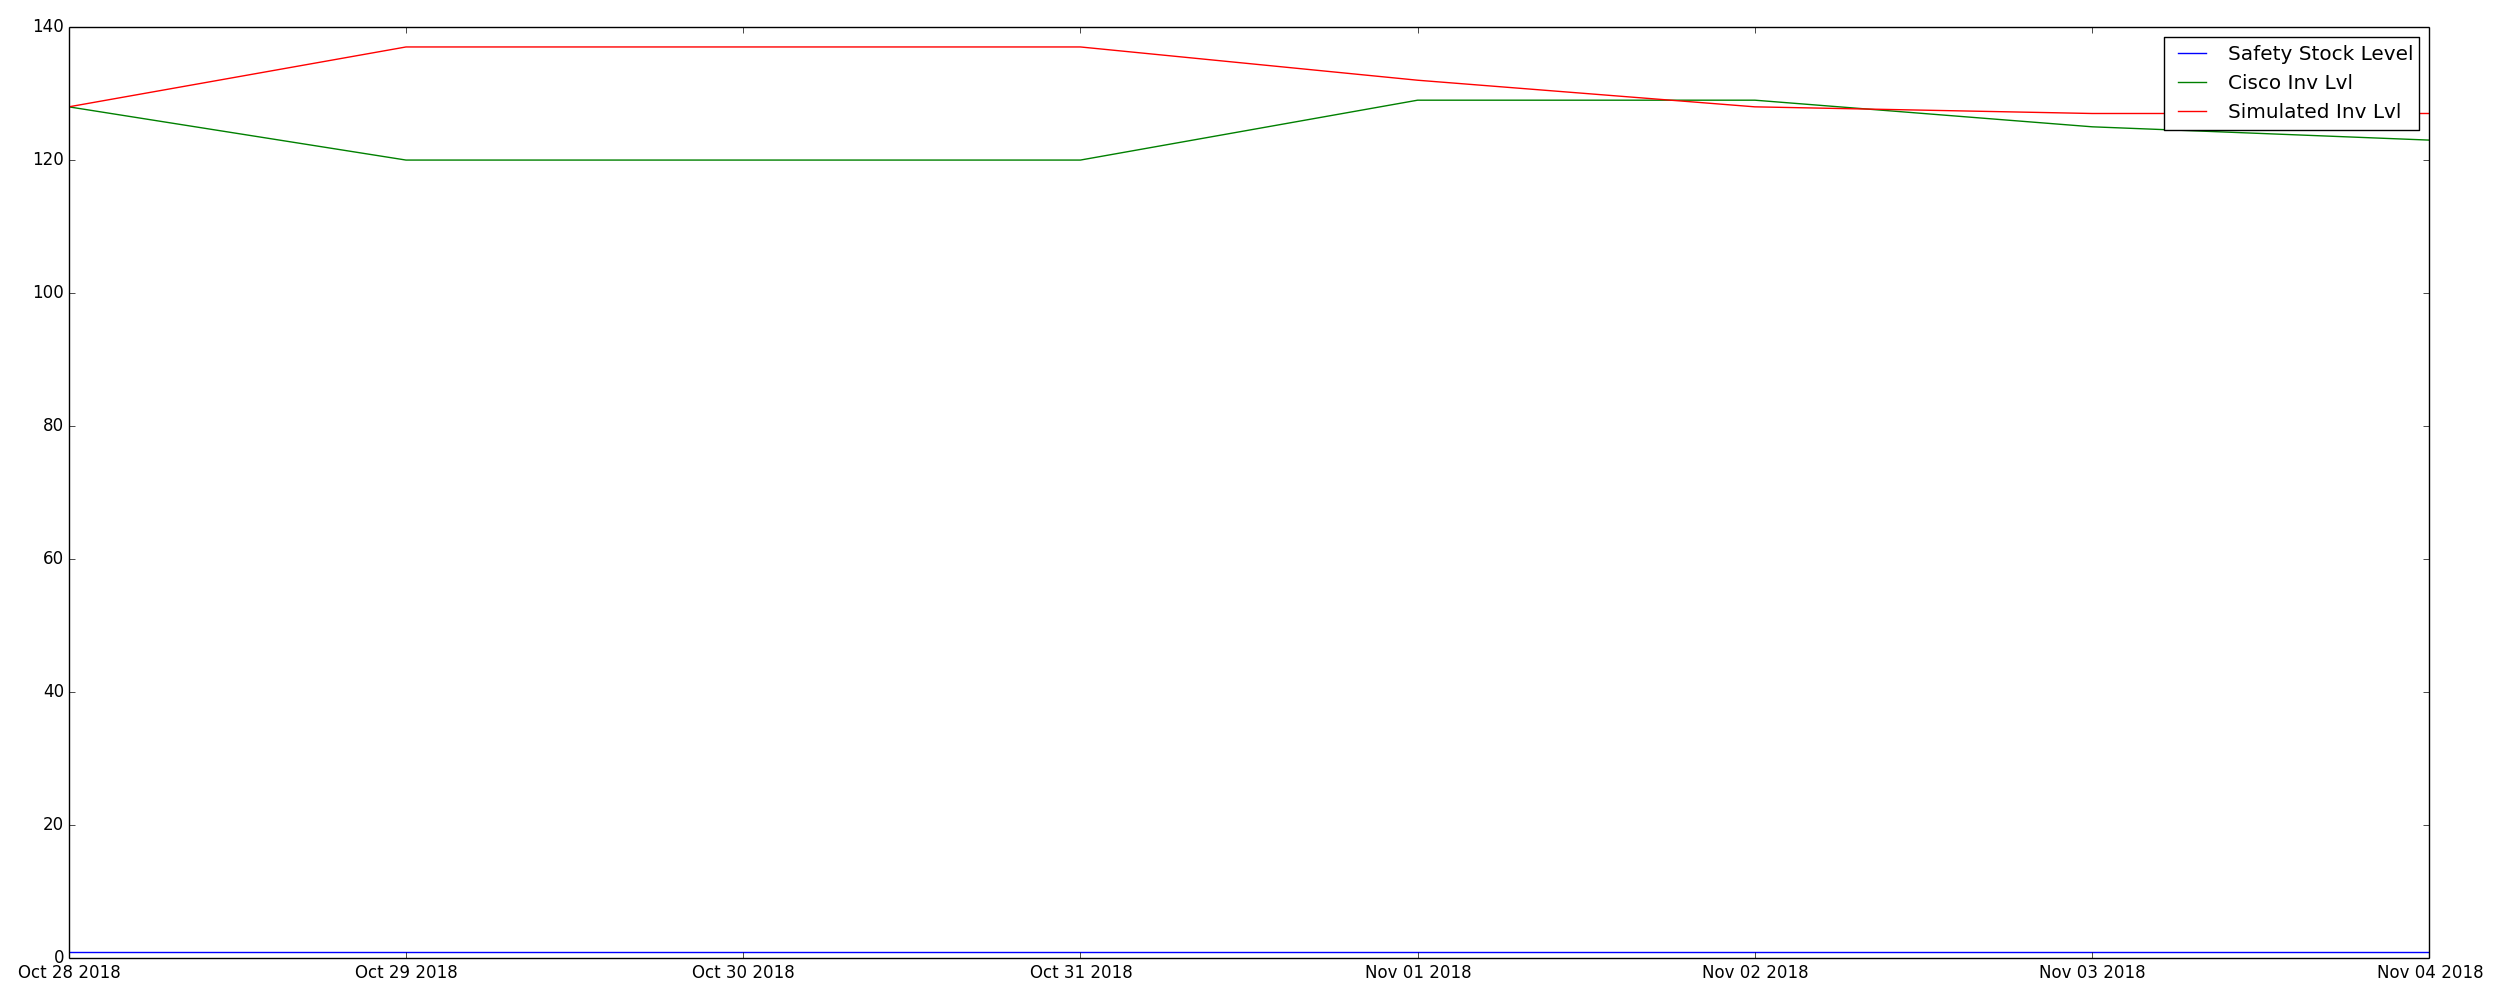 140
120
100
80
60
40
20
0
Safety Stock Level
Cisco Inv Lvl
Simulated Inv Lvl
Oct 28 2018 Oct 29 2018 Oct 30 2018 Oct 31 2018 Nov 01 2018 Nov 02 2018 Nov 03 2018 Nov 04 2018